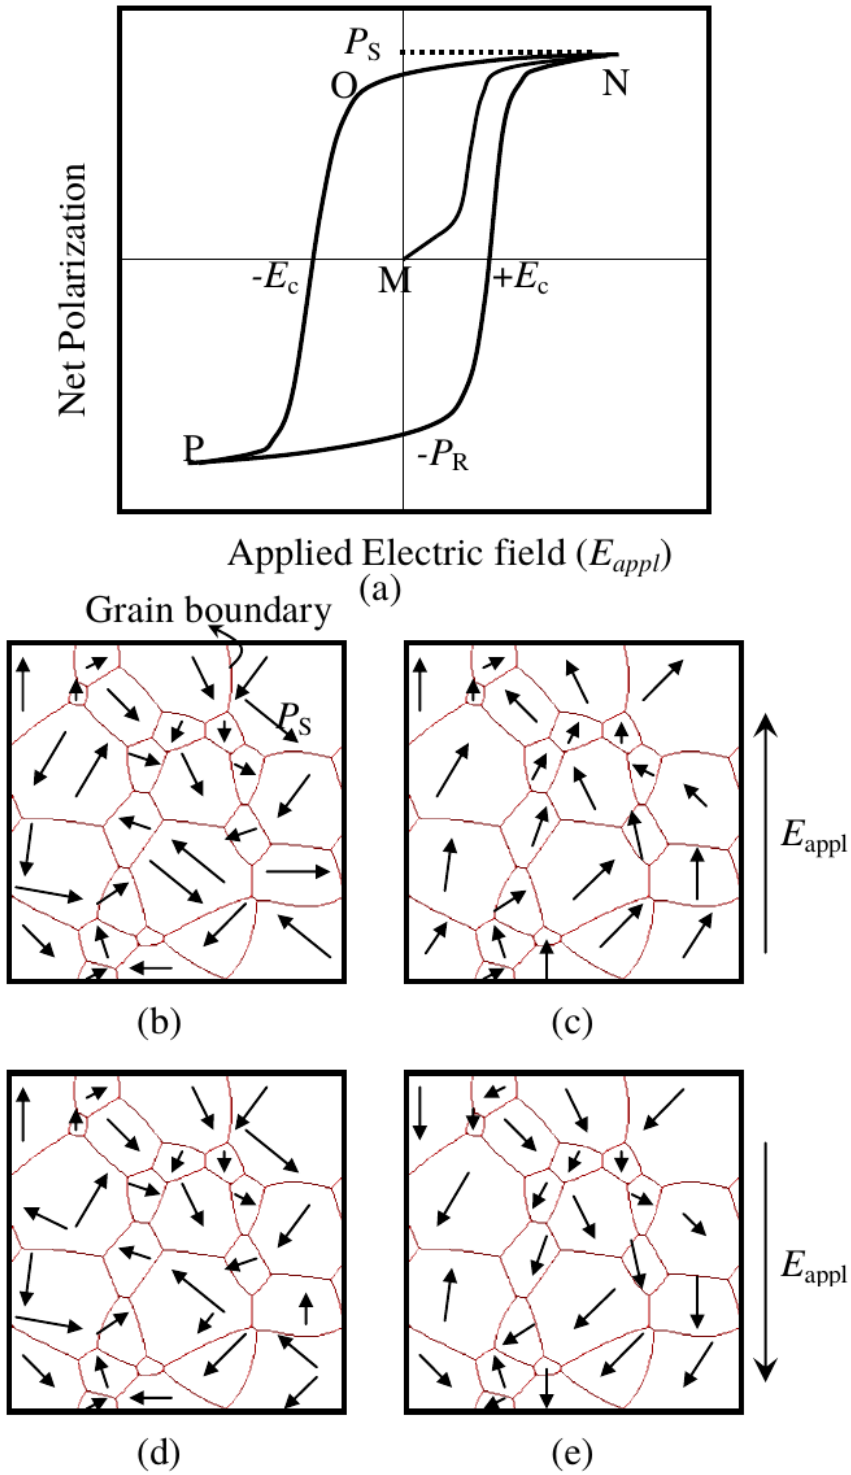 P_S
O
N
Net Polarization
-E_c
M
+E_c
P
-P_R
Applied Electric field (E_appl)
(a)
Grain boundary
P_S
E_appl
(b)
(c)
E_appl
(d)
(e)